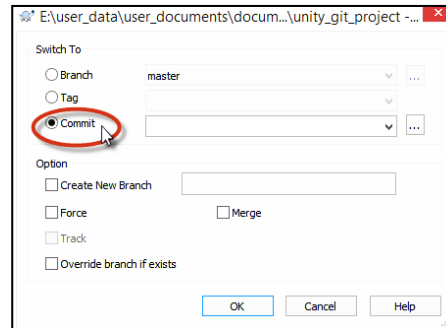 E:\user_data\user_documents\docum...\unity_git_project -...
Switch To
Branch
master
...
Tag
Commit
...
Option
Create New Branch
Force
Merge
Track
Override branch if exists
OK
Cancel
Help